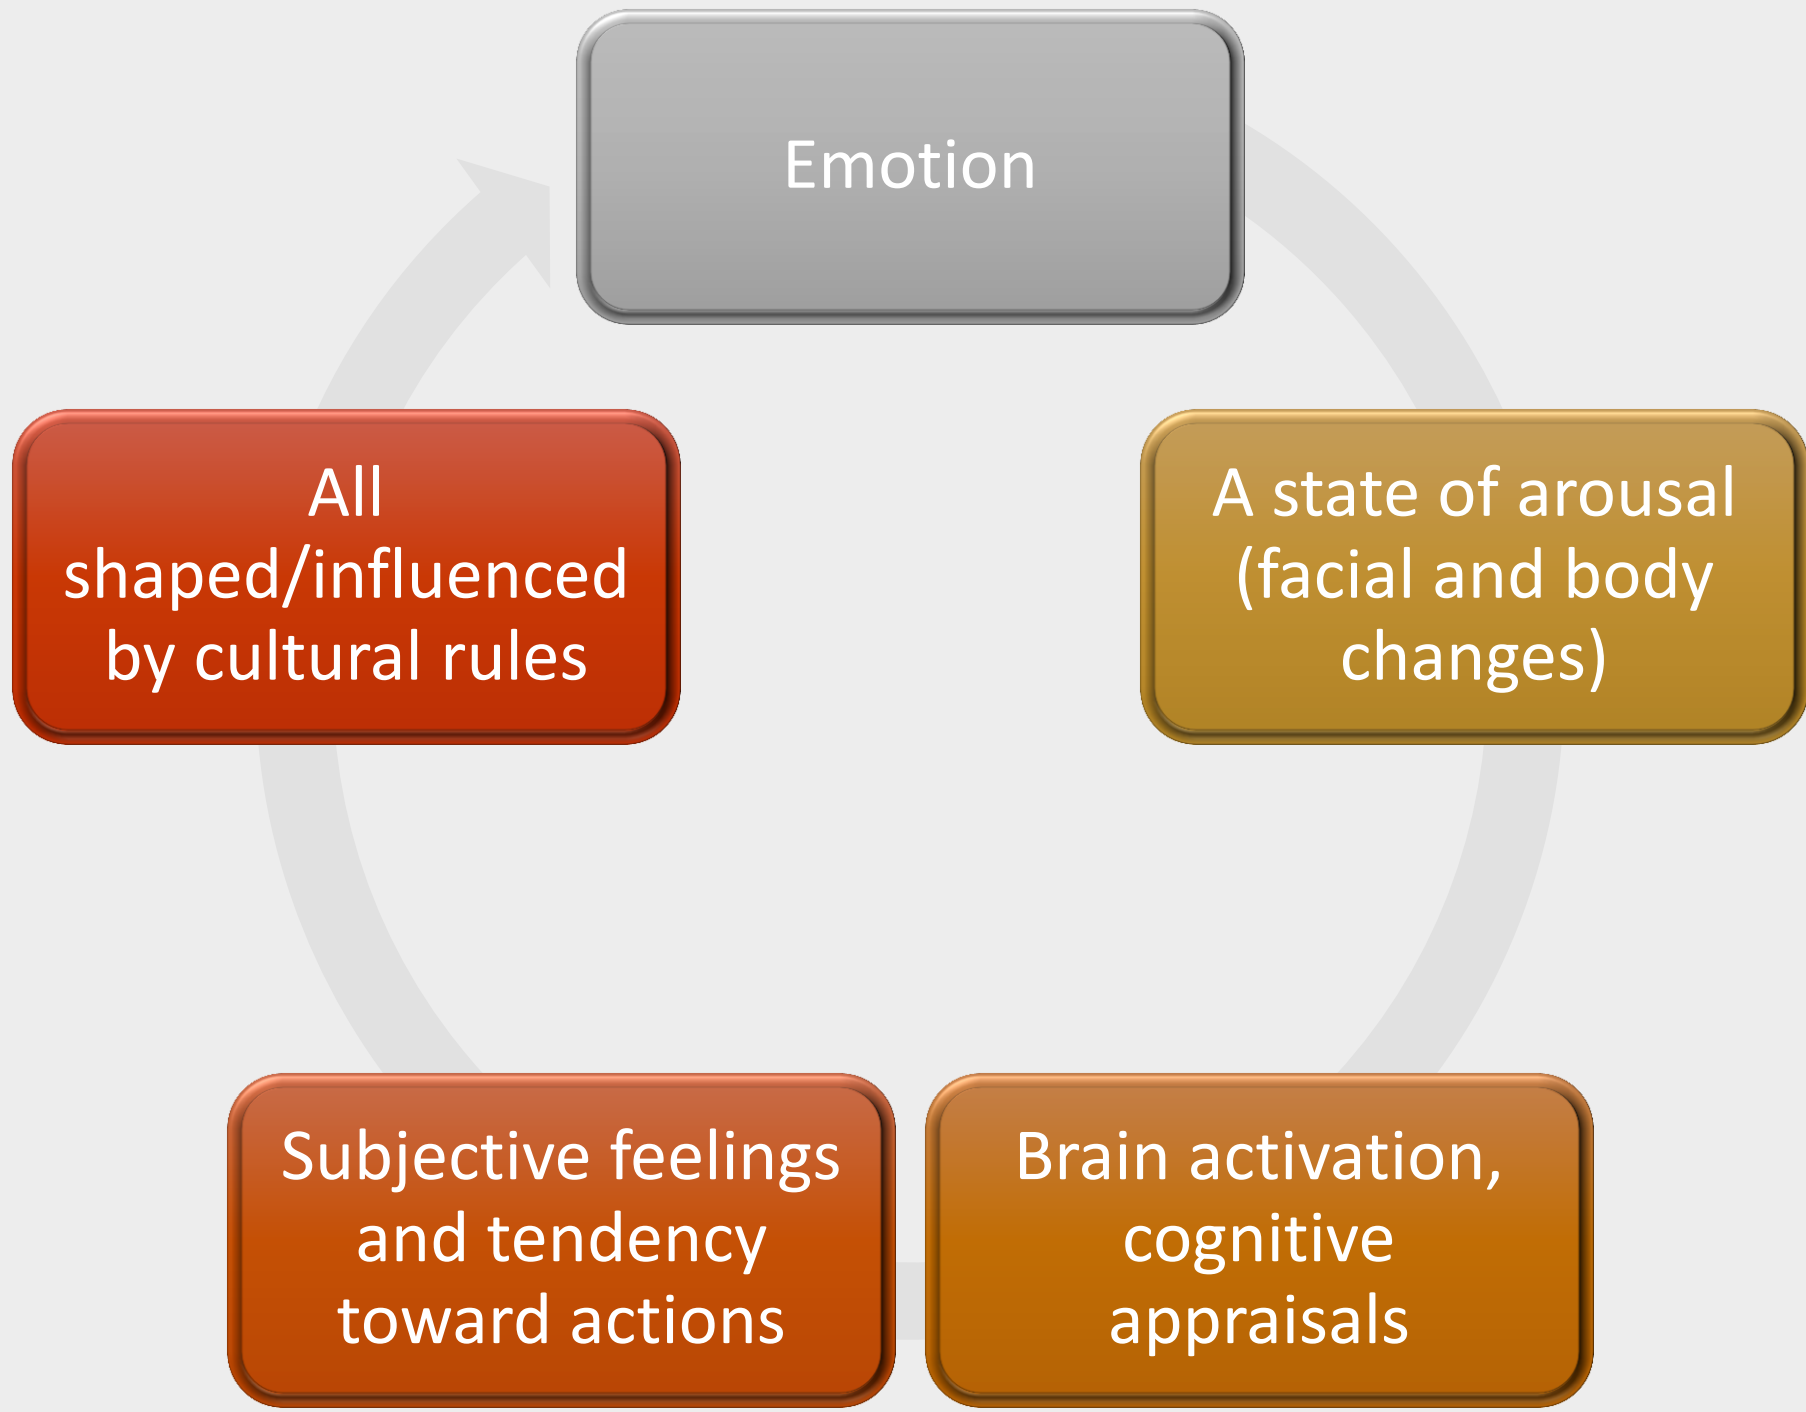 Emotion
A state of arousal
(facial and body
changes)
Brain activation,
cognitive
appraisals
Subjective feelings
and tendency
toward actions
All
shaped/influenced
by cultural rules